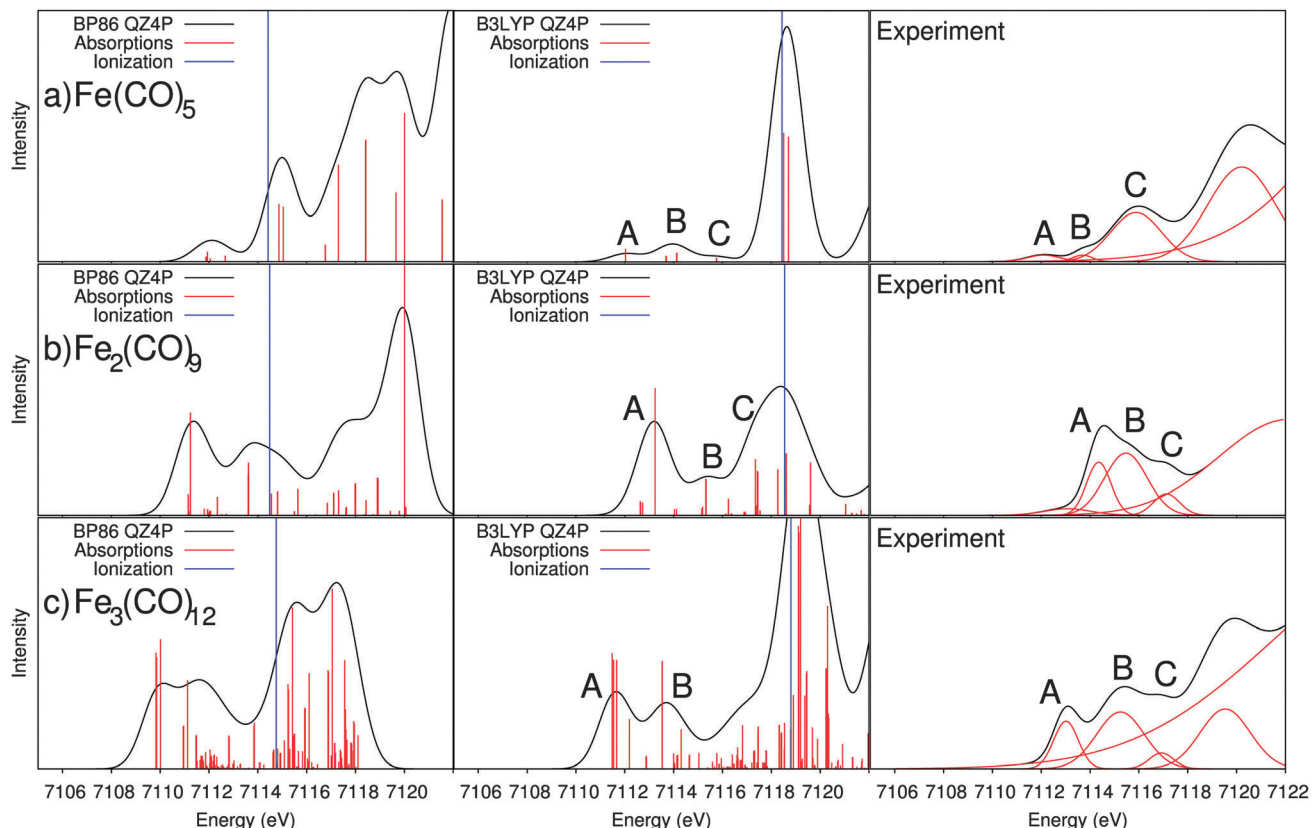 BP86 QZ4P
Absorptions
Ionization
a) Fe(CO)5
Intensity
B3LYP QZ4P
Absorptions
Ionization
A
B
C
Experiment
A
B
C
BP86 QZ4P
Absorptions
Ionization
b) Fe2(CO)9
Intensity
B3LYP QZ4P
Absorptions
Ionization
A
B
C
Experiment
A
B
C
BP86 QZ4P
Absorptions
Ionization
c) Fe3(CO)12
Intensity
B3LYP QZ4P
Absorptions
Ionization
A
B
Experiment
A
B
C
7106 7108 7110 7112 7114 7116 7118 7120
7106 7108 7110 7112 7114 7116 7118 7120
7106 7108 7110 7112 7114 7116 7118 7120 7122
Energy (eV)
Energy (eV)
Energy (eV)